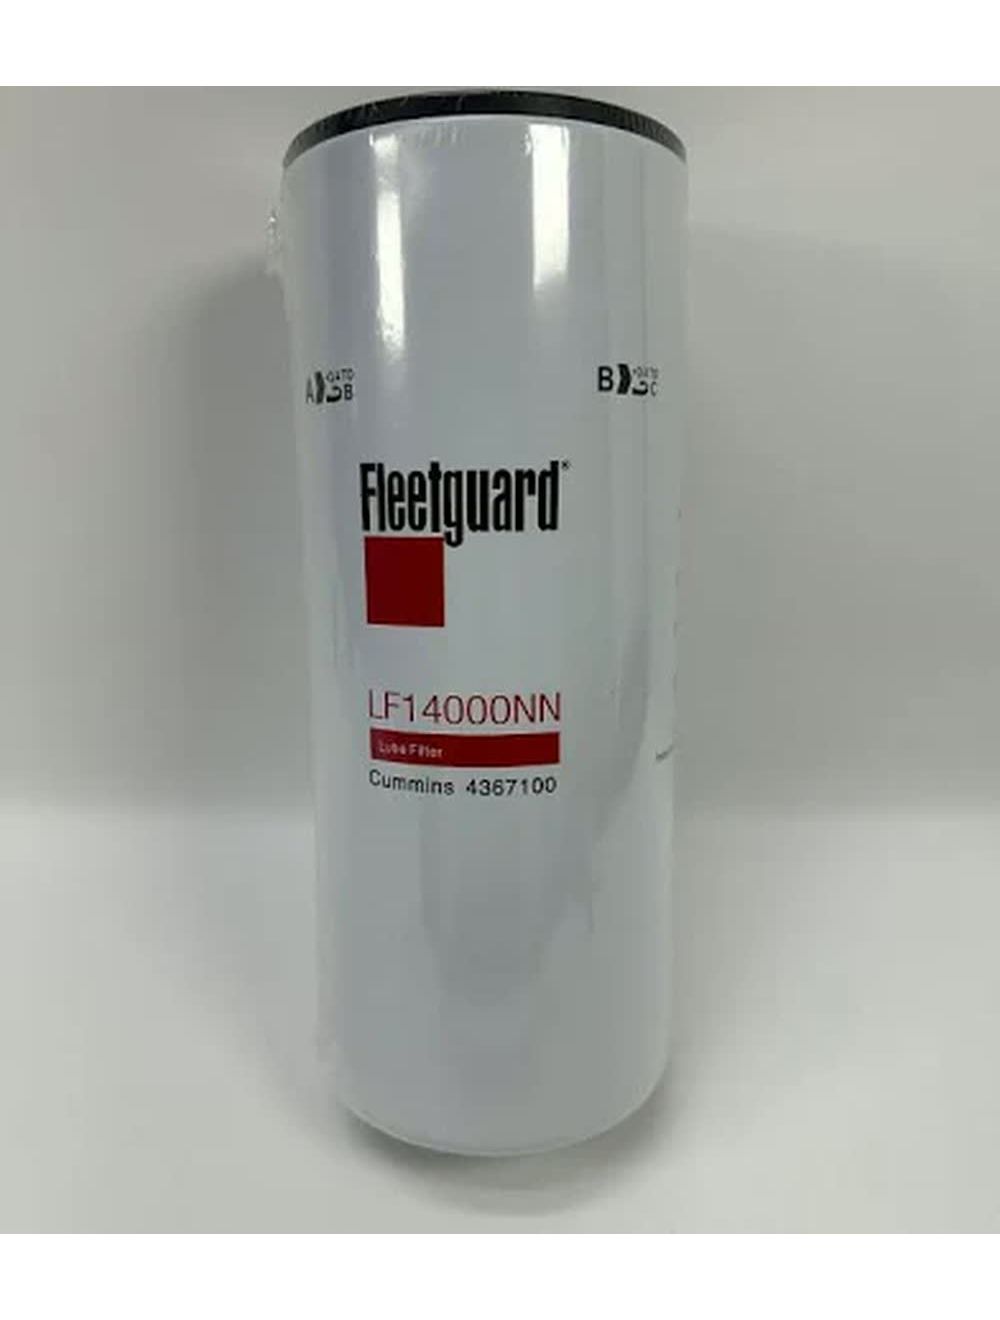 A B
B C
Fleetguard®
LF14000NN
Lube Filter
Cummins 4367100